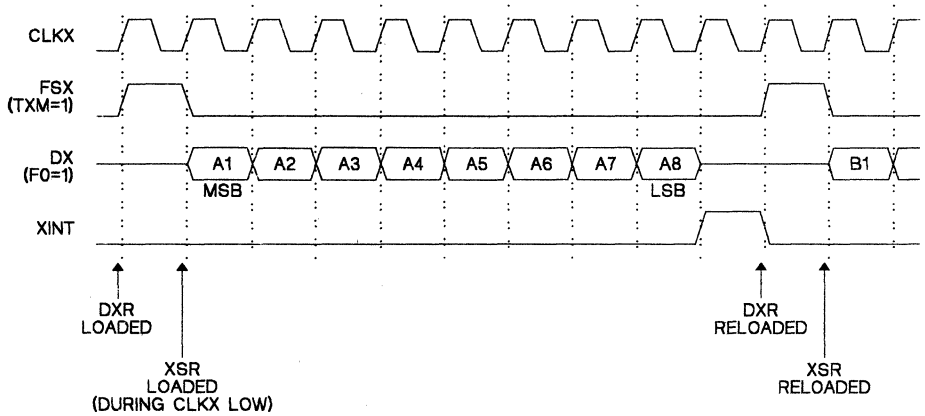 CLKX
FSX
(TXM=1)
DX
(F0=1)
A1 A2 A3 A4 A5 A6 A7 A8 B1
MSB LSB
XINT
DXR
LOADED
DXR
RELOADED
XSR
LOADED
(DURING CLKX LOW)
XSR
RELOADED